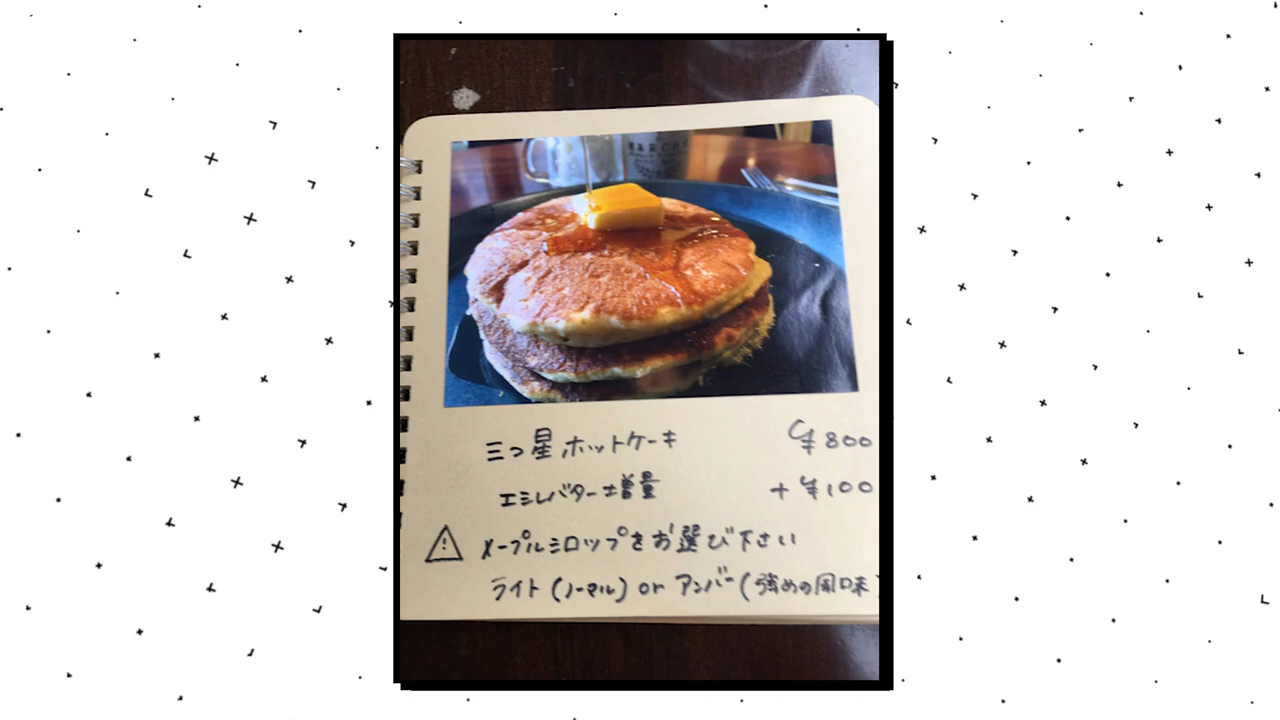 三つ星ホットケーキ ¥800
エシレバター増量 +¥100
メープルシロップをお選び下さい
ライト(ノーマル) or アンバー(強めの風味